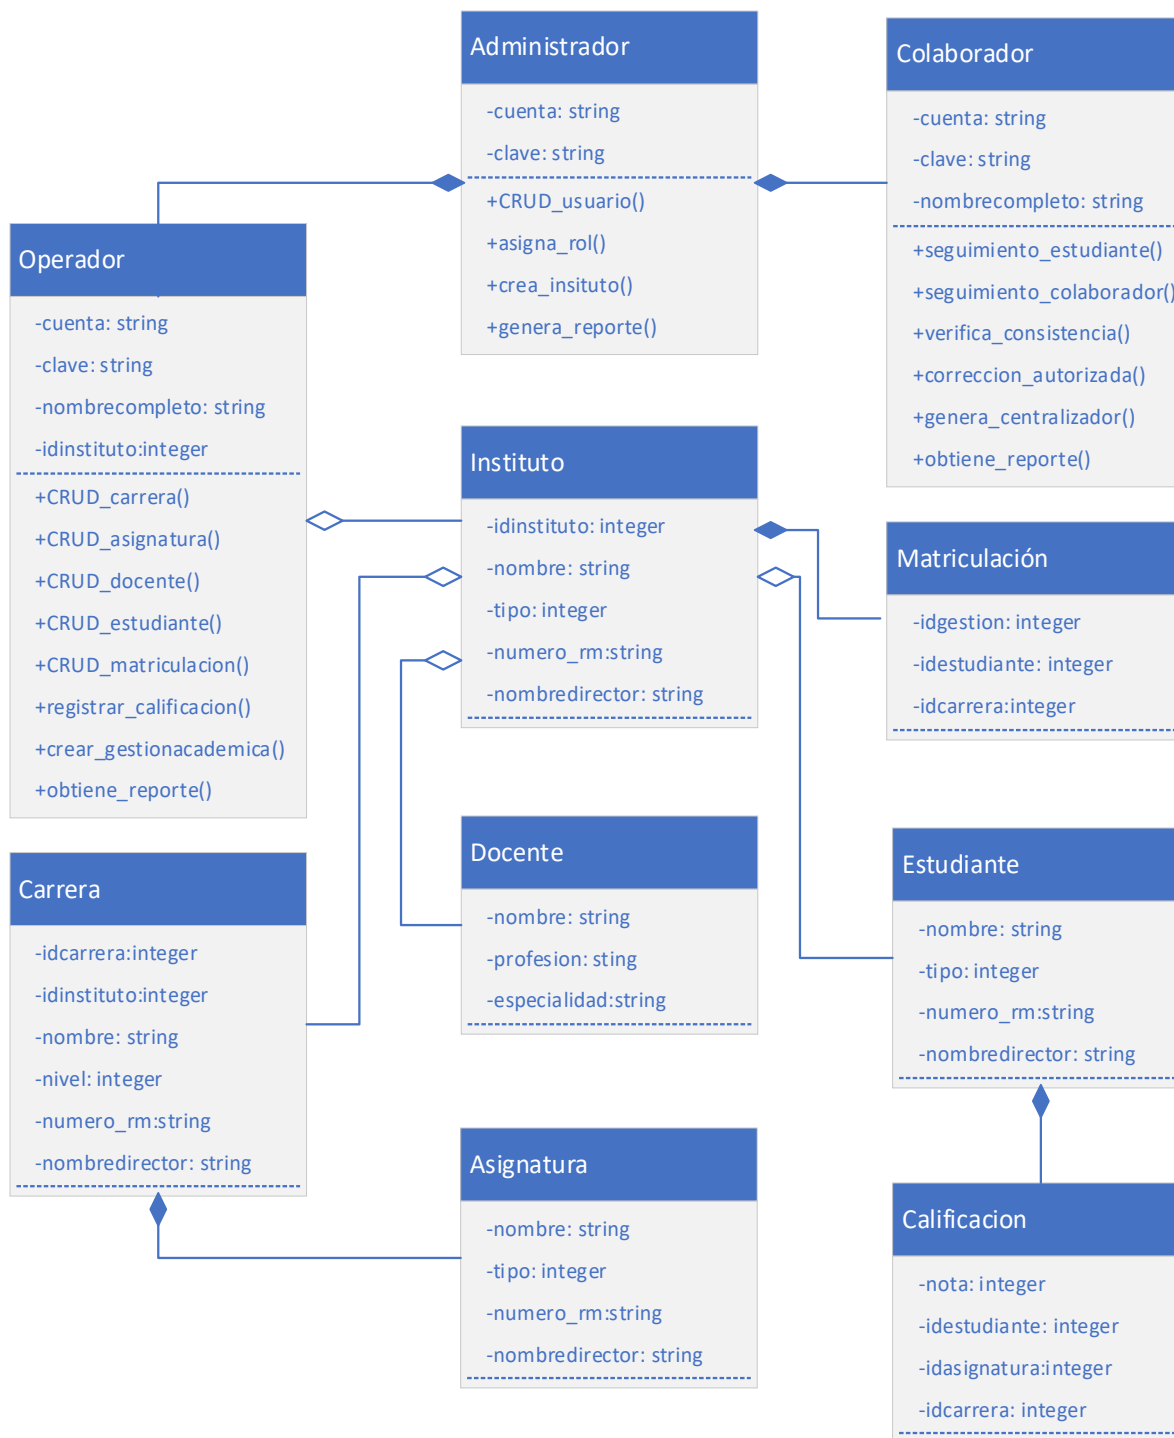 Administrador
-cuenta: string
-clave: string
+CRUD_usuario()
+asigna_rol()
+crea_insituto()
+genera_reporte()
Colaborador
-cuenta: string
-clave: string
-nombrecompleto: string
+seguimiento_estudiante()
+seguimiento_colaborador()
+verifica_consistencia()
+correccion_autorizada()
+genera_centralizador()
+obtiene_reporte()
Operador
-cuenta: string
-clave: string
-nombrecompleto: string
-idinstituto:integer
+CRUD_carrera()
+CRUD_asignatura()
+CRUD_docente()
+CRUD_estudiante()
+CRUD_matriculacion()
+registrar_calificacion()
+crear_gestionacademica()
+obtiene_reporte()
Instituto
-idinstituto: integer
-nombre: string
-tipo: integer
-numero_rm:string
-nombredirector: string
Matriculación
-idgestion: integer
-idestudiante: integer
-idcarrera:integer
Carrera
-idcarrera:integer
-idinstituto:integer
-nombre: string
-nivel: integer
-numero_rm:string
-nombredirector: string
Docente
-nombre: string
-profesion: sting
-especialidad:string
Estudiante
-nombre: string
-tipo: integer
-numero_rm:string
-nombredirector: string
Asignatura
-nombre: string
-tipo: integer
-numero_rm:string
-nombredirector: string
Calificacion
-nota: integer
-idestudiante: integer
-idasignatura:integer
-idcarrera: integer